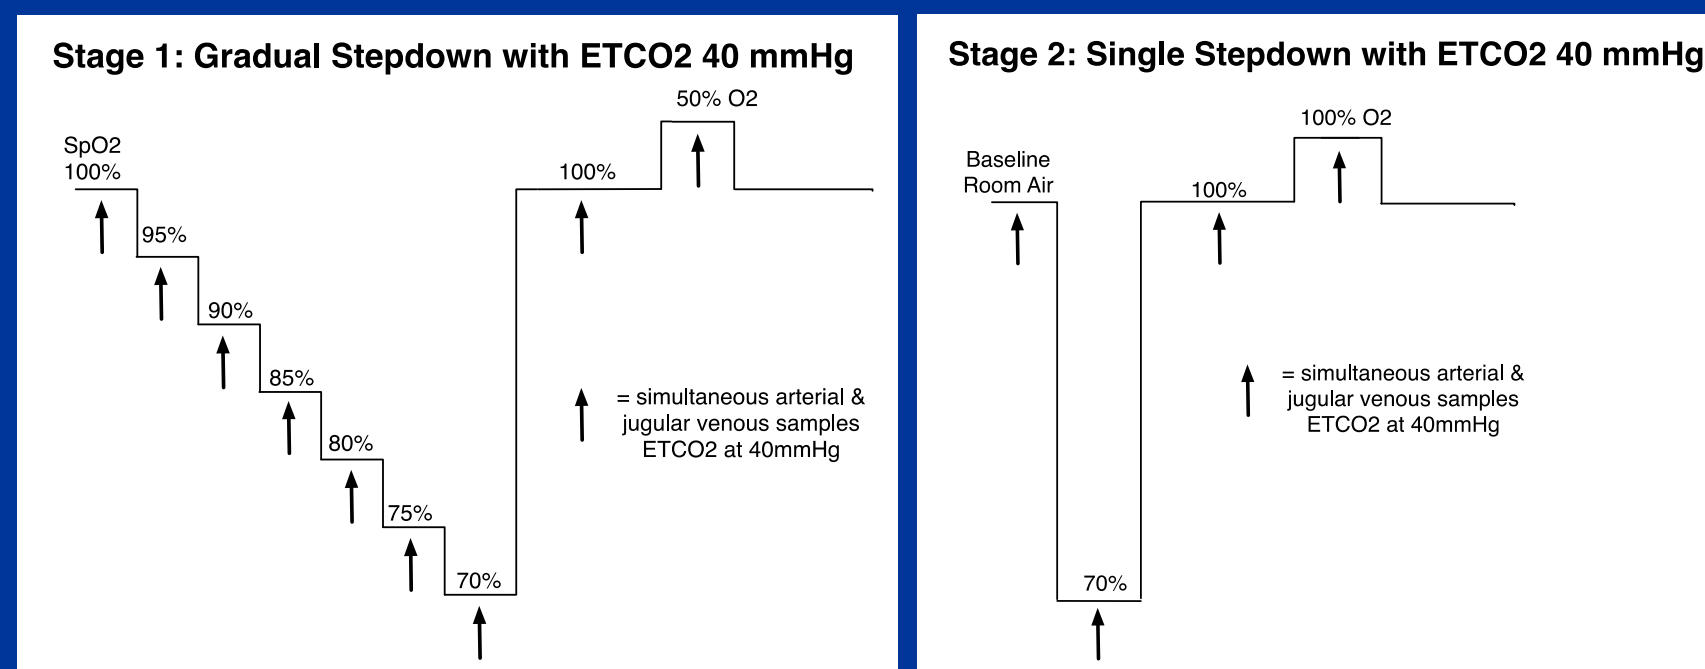 Stage 1: Gradual Stepdown with ETCO2 40 mmHg
50% O2
SpO2
100%
100%
95%
90%
85%
80%
75%
70%
= simultaneous arterial &
jugular venous samples
ETCO2 at 40mmHg
Stage 2: Single Stepdown with ETCO2 40 mmHg
100% O2
Baseline
Room Air
100%
70%
= simultaneous arterial &
jugular venous samples
ETCO2 at 40mmHg